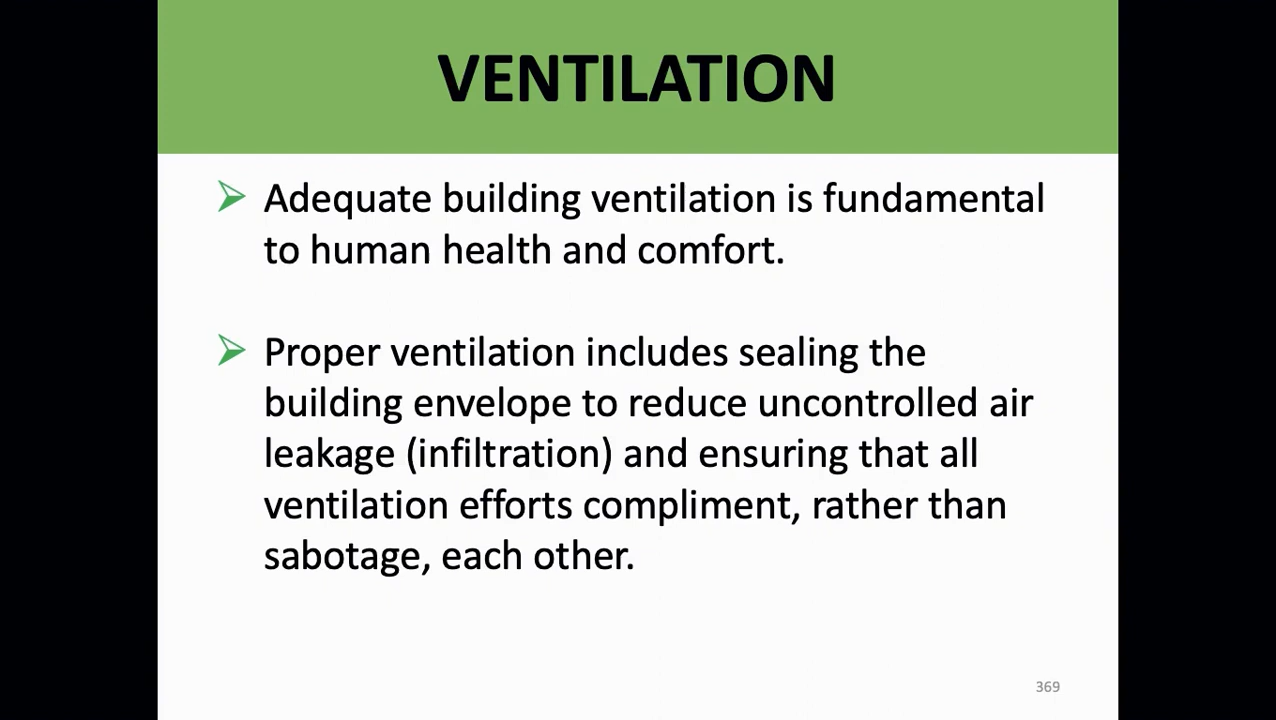 VENTILATION
Adequate building ventilation is fundamental
to human health and comfort.
Proper ventilation includes sealing the
building envelope to reduce uncontrolled air
leakage (infiltration) and ensuring that all
ventilation efforts compliment, rather than
sabotage, each other.
369